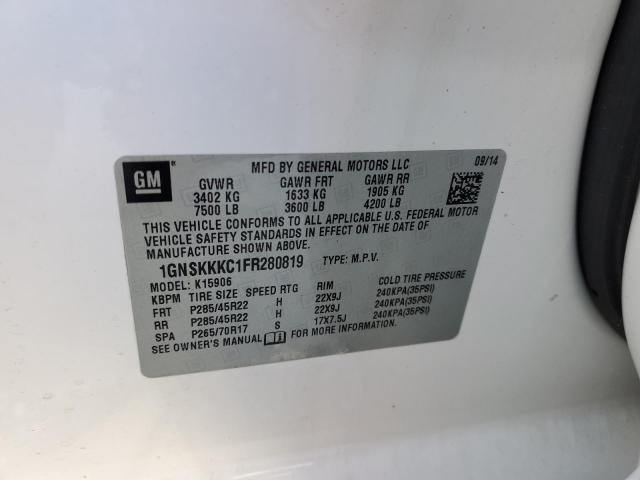 GM
MFD BY GENERAL MOTORS LLC 09/14
GVWR GAWR FRT GAWR RR
3402 KG 1633 KG 1905 KG
7500 LB 3600 LB 4200 LB
THIS VEHICLE CONFORMS TO ALL APPLICABLE U.S. FEDERAL MOTOR
VEHICLE SAFETY STANDARDS IN EFFECT ON THE DATE OF
MANUFACTURE SHOWN ABOVE.
1GNSKKKC1FR280819 TYPE: M.P.V.
MODEL: K15906
KBPM TIRE SIZE SPEED RTG RIM COLD TIRE PRESSURE
FRT P285/45R22 H 22X9J 240KPA(35PSI)
RR P285/45R22 H 22X9J 240KPA(35PSI)
SPA P265/70R17 S 17X7.5J 240KPA(35PSI)
SEE OWNER'S MANUAL FOR MORE INFORMATION.